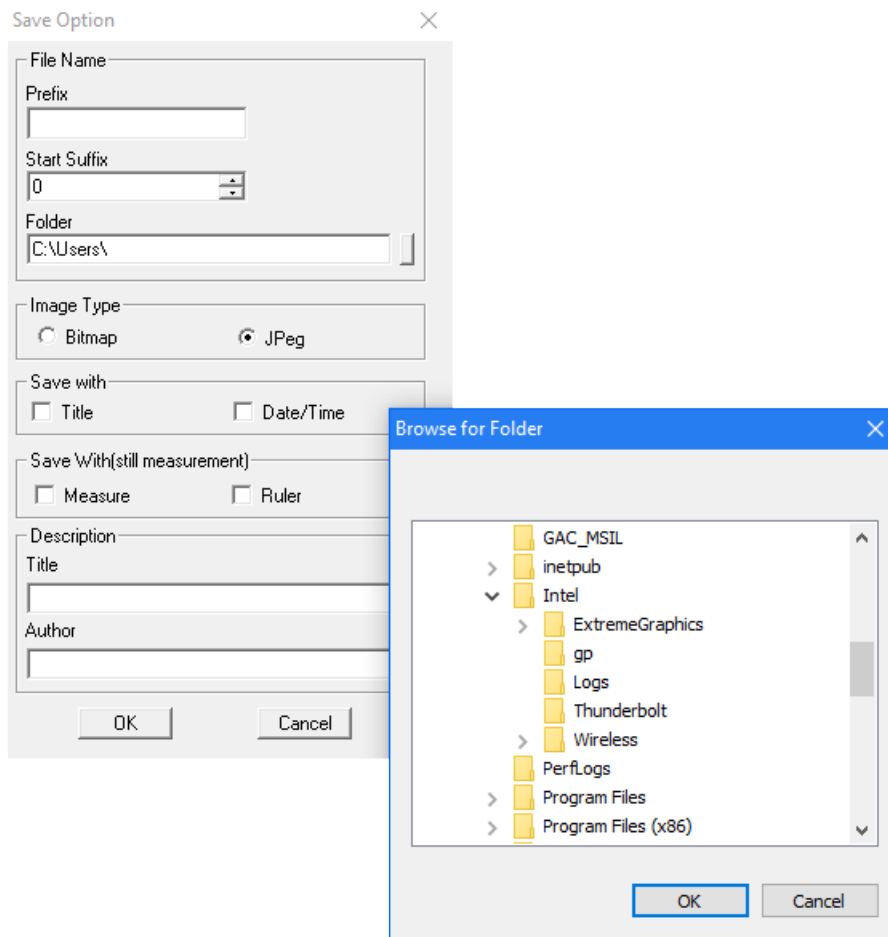 Save Option
File Name
Prefix
Start Suffix
0
Folder
C:\Users\
Image Type
Bitmap JPeg
Save with
Title Date/Time
Save With(still measurement)
Measure Ruler
Description
Title
Author
OK Cancel
Browse for Folder
GAC_MSIL
inetpub
Intel
ExtremeGraphics
gp
Logs
Thunderbolt
Wireless
PerfLogs
Program Files
Program Files (x86)
OK Cancel